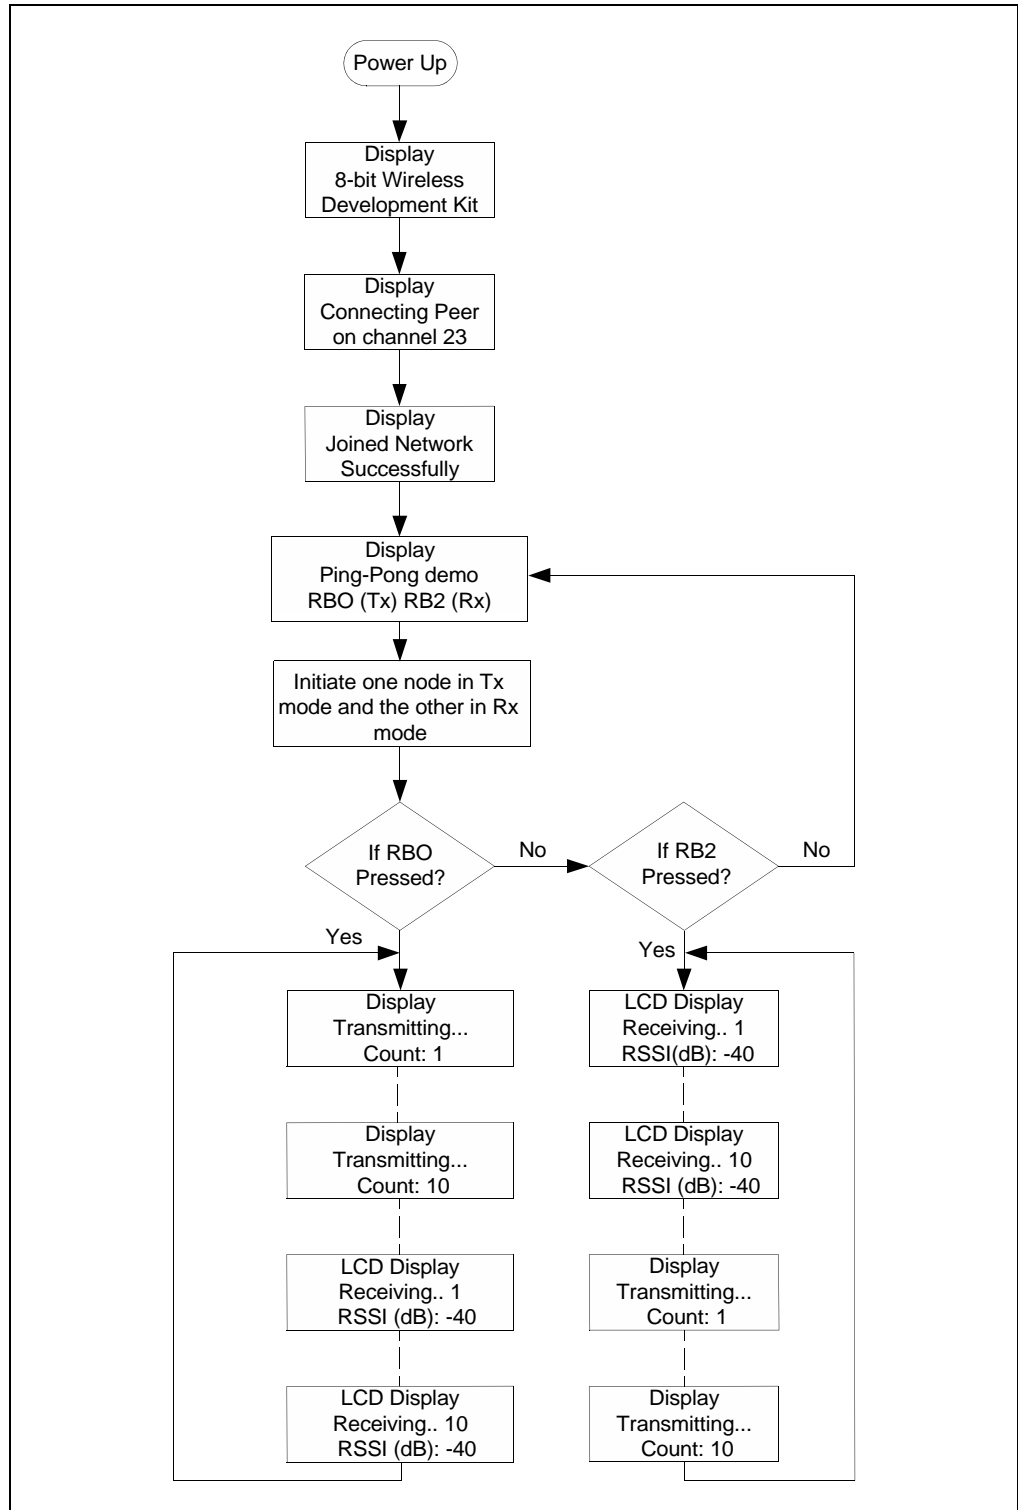 Power Up
Display
8-bit Wireless
Development Kit
Display
Connecting Peer
on channel 23
Display
Joined Network
Successfully
Display
Ping-Pong demo
RBO (Tx) RB2 (Rx)
Initiate one node in Tx
mode and the other in Rx
mode
If RBO
Pressed?
No
If RB2
Pressed?
No
Yes
Display
Transmitting...
Count: 1
Display
Transmitting...
Count: 10
LCD Display
Receiving.. 1
RSSI (dB): -40
LCD Display
Receiving.. 10
RSSI (dB): -40
Yes
LCD Display
Receiving.. 1
RSSI(dB): -40
LCD Display
Receiving.. 10
RSSI (dB): -40
Display
Transmitting...
Count: 1
Display
Transmitting...
Count: 10